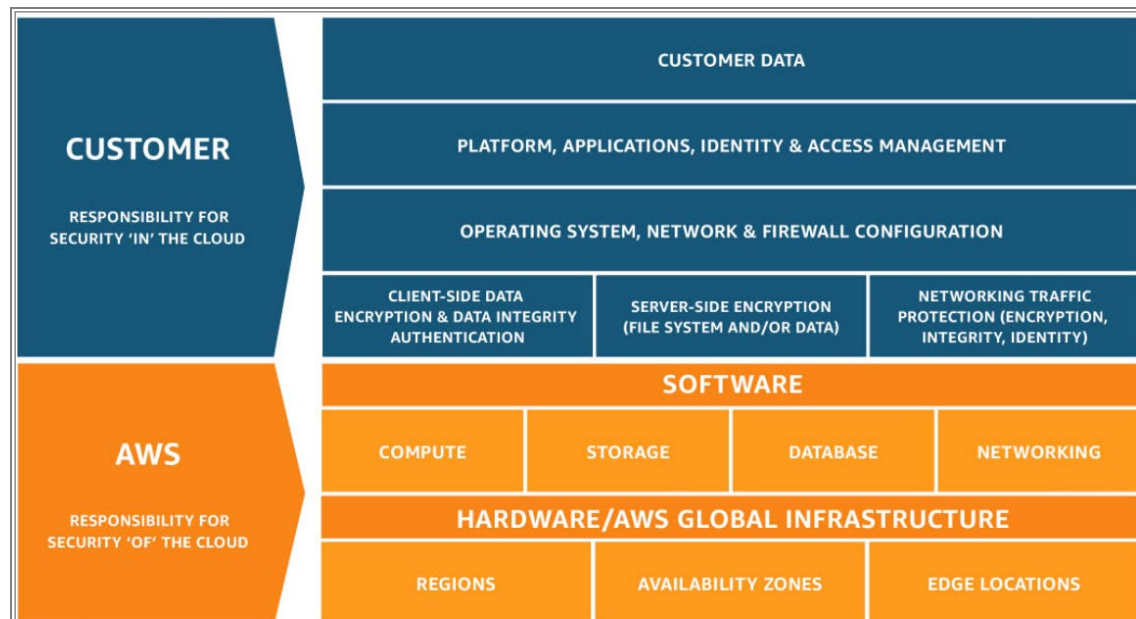 CUSTOMER
RESPONSIBILITY FOR
SECURITY ‘IN’ THE CLOUD
CUSTOMER DATA
PLATFORM, APPLICATIONS, IDENTITY & ACCESS MANAGEMENT
OPERATING SYSTEM, NETWORK & FIREWALL CONFIGURATION
CLIENT-SIDE DATA
ENCRYPTION & DATA INTEGRITY
AUTHENTICATION
SERVER-SIDE ENCRYPTION
(FILE SYSTEM AND/OR DATA)
NETWORKING TRAFFIC
PROTECTION (ENCRYPTION,
INTEGRITY, IDENTITY)
AWS
RESPONSIBILITY FOR
SECURITY ‘OF’ THE CLOUD
SOFTWARE
COMPUTE
STORAGE
DATABASE
NETWORKING
HARDWARE/AWS GLOBAL INFRASTRUCTURE
REGIONS
AVAILABILITY ZONES
EDGE LOCATIONS